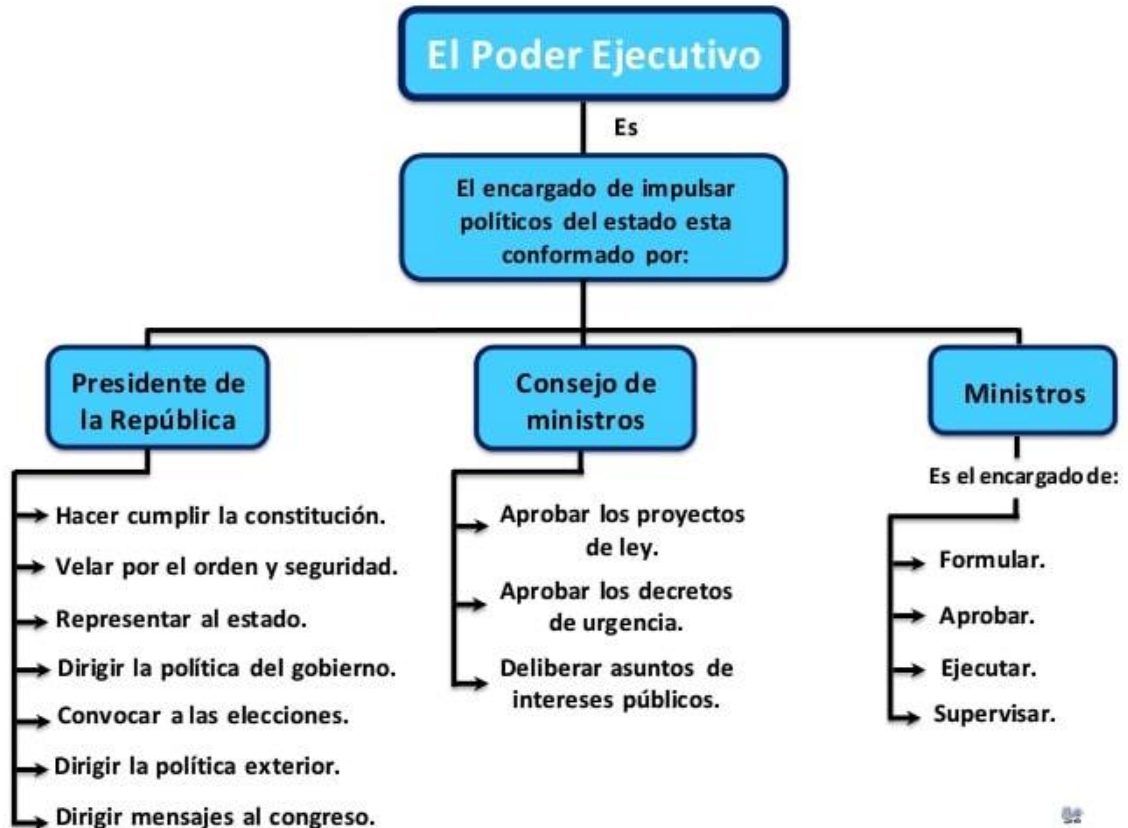 El Poder Ejecutivo
Es
El encargado de impulsar
políticos del estado esta
conformado por:
Presidente de
la República
Hacer cumplir la constitución.
Velar por el orden y seguridad.
Representar al estado.
Dirigir la política del gobierno.
Convocar a las elecciones.
Dirigir la política exterior.
Dirigir mensajes al congreso.
Consejo de
ministros
Aprobar los proyectos
de ley.
Aprobar los decretos
de urgencia.
Deliberar asuntos de
intereses públicos.
Ministros
Es el encargado de:
Formular.
Aprobar.
Ejecutar.
Supervisar.